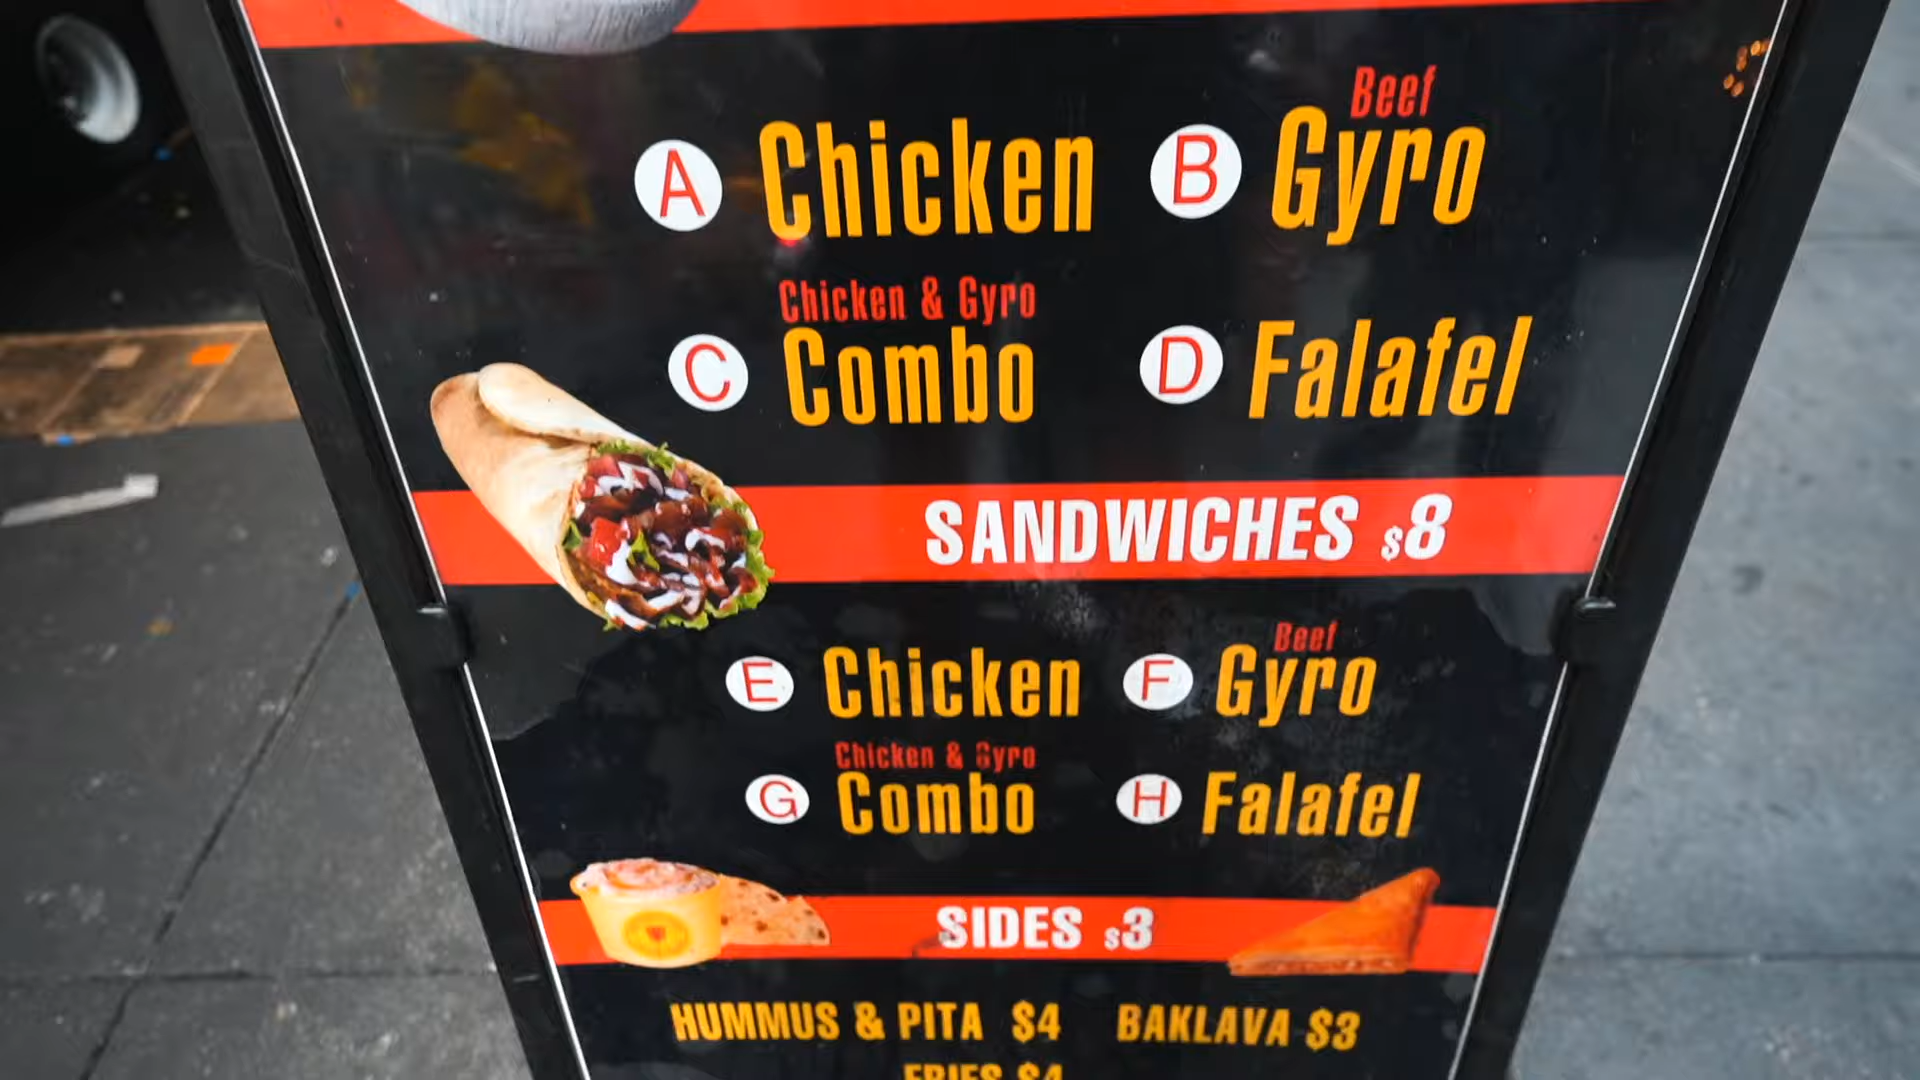 Beef
A Chicken B Gyro
Chicken & Gyro
C Combo D Falafel
SANDWICHES $8
Beef
E Chicken F Gyro
Chicken & Gyro
G Combo H Falafel
SIDES $3
HUMMUS & PITA $4 BAKLAVA $3
FRIES $4